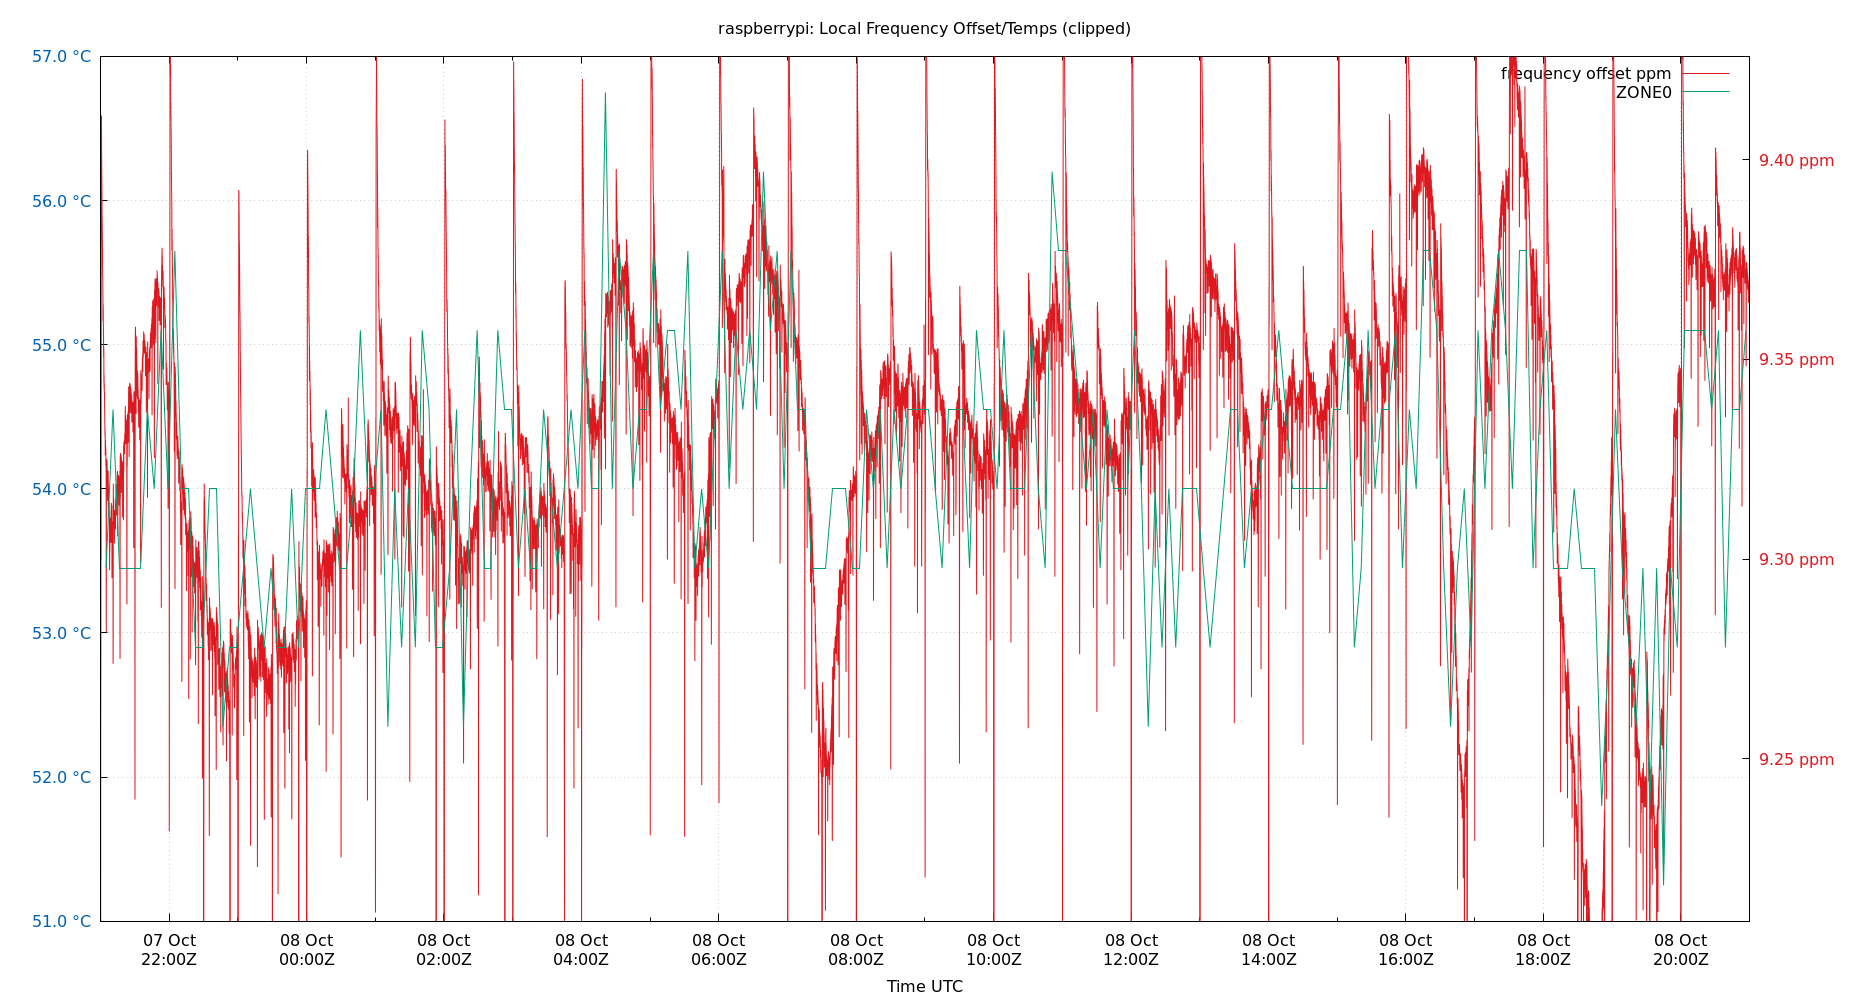 raspberrypi: Local Frequency Offset/Temps (clipped)
57.0 °C
56.0 °C
55.0 °C
54.0 °C
53.0 °C
52.0 °C
51.0 °C
frequency offset ppm
ZONE0
9.40 ppm
9.35 ppm
9.30 ppm
9.25 ppm
07 Oct
22:00Z
08 Oct
00:00Z
08 Oct
02:00Z
08 Oct
04:00Z
08 Oct
06:00Z
08 Oct
08:00Z
08 Oct
10:00Z
08 Oct
12:00Z
08 Oct
14:00Z
08 Oct
16:00Z
08 Oct
18:00Z
08 Oct
20:00Z
Time UTC